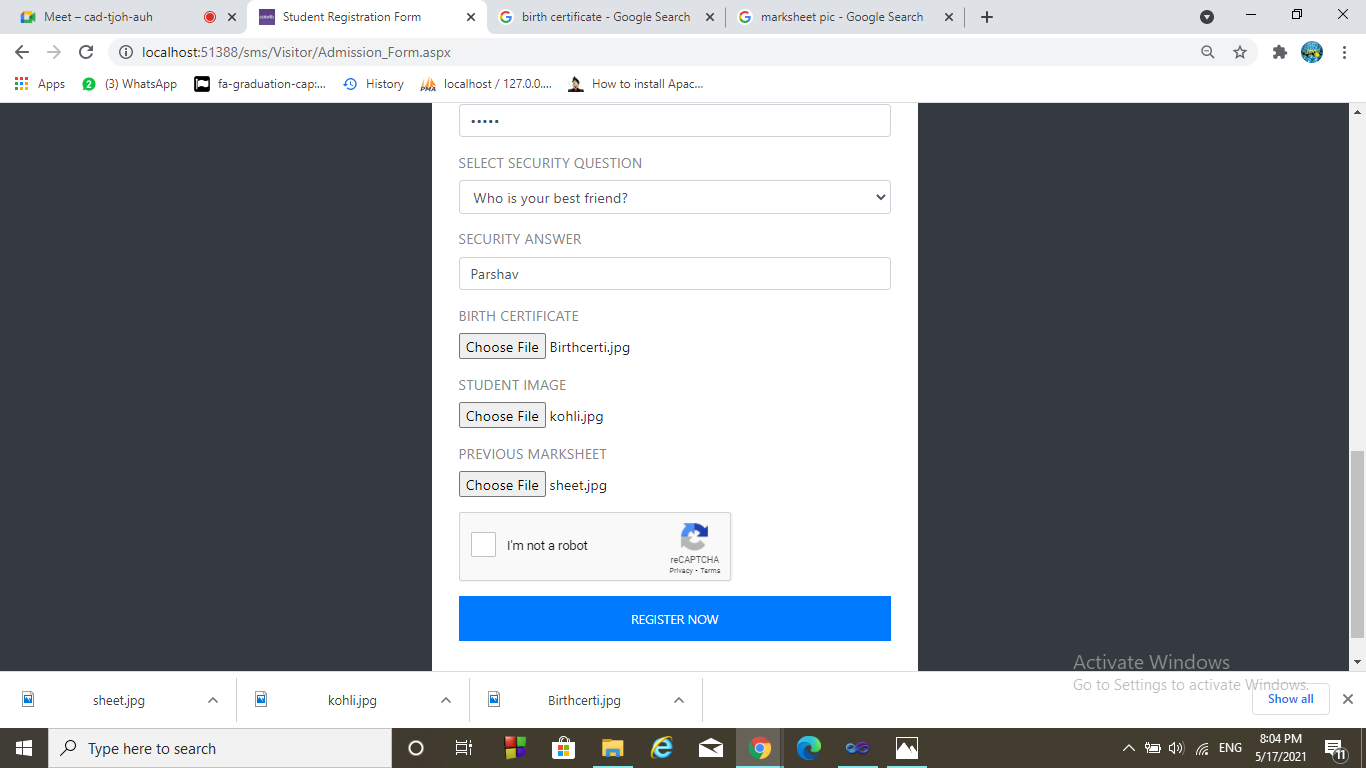 Meet – cad-tjoh-auh
Student Registration Form
birth certificate - Google Search
marksheet pic - Google Search
localhost:51388/sms/Visitor/Admission_Form.aspx
Apps
2 (3) WhatsApp
fa-graduation-cap:...
PMA localhost / 127.0.0....
History
How to install Apac...
•••••
SELECT SECURITY QUESTION
Who is your best friend?
SECURITY ANSWER
Parshav
BIRTH CERTIFICATE
Choose File Birthcerti.jpg
STUDENT IMAGE
Choose File kohli.jpg
PREVIOUS MARKSHEET
Choose File sheet.jpg
I'm not a robot
reCAPTCHA
Privacy - Terms
REGISTER NOW
Activate Windows
Go to Settings to activate Windows.
sheet.jpg
kohli.jpg
Birthcerti.jpg
Show all
Type here to search
ENG
8:04 PM
5/17/2021
11